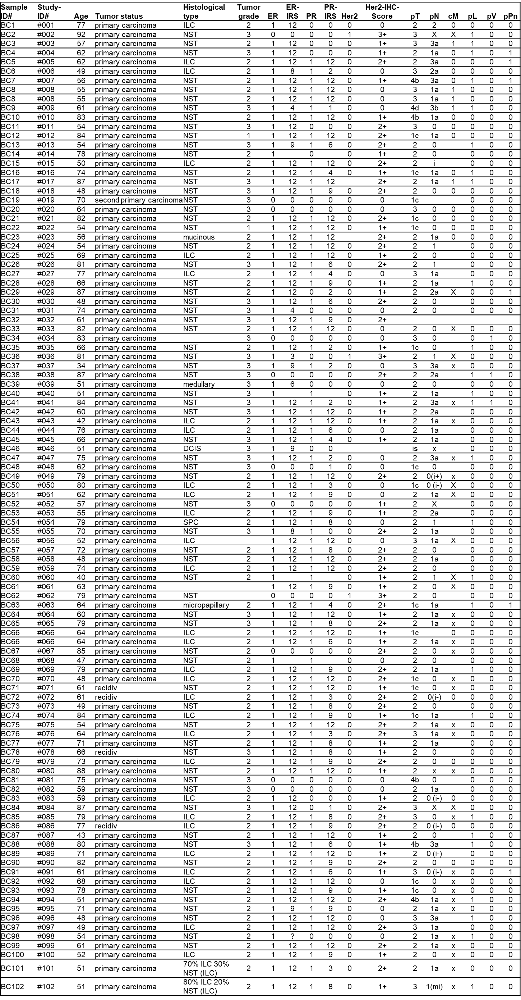 Sample ID# Study-ID# Age Tumor status Histological type Tumor grade ER ER-IRS PR PR-IRS Her2 Her2-IHC-Score pT pN cM pL pV pPn
BC1 #001 77 primary carcinoma ILC 2 1 12 0 0 0 0 2 2 0 0 0 0
BC2 #002 92 primary carcinoma NST 3 0 0 0 0 1 3+ 3 X X 1 0 0
BC3 #003 57 primary carcinoma NST 2 1 12 0 0 0 1+ 3 3a 1 1 0 0
BC4 #004 62 primary carcinoma NST 3 1 12 0 0 0 1+ 2 1a 0 1 0 1
BC5 #005 62 primary carcinoma ILC 2 1 12 1 12 0 2+ 2 3a 0 0 0 1
BC6 #006 49 primary carcinoma ILC 2 1 8 1 2 0 0 3 2a 0 0 0 0
BC7 #007 56 primary carcinoma NST 2 1 12 1 12 0 1+ 4b 3a 0 1 0 1
BC8 #008 55 primary carcinoma NST 2 1 12 1 12 0 0 3 1a 1 0 0 0
BC8 #008 55 primary carcinoma NST 2 1 12 1 12 0 0 3 1a 1 0 0 0
BC9 #009 61 primary carcinoma NST 3 1 4 1 1 0 0 4d 3b 1 1 0 0
BC10 #010 83 primary carcinoma NST 2 1 12 1 12 0 1+ 4b 1a 0 0 0 0
BC11 #011 54 primary carcinoma NST 3 1 12 0 0 0 2+ 3 0 0 0 0 0
BC12 #012 84 primary carcinoma NST 1 1 12 1 12 0 2+ 1c 1a 0 0 0 0
BC13 #013 54 primary carcinoma NST 3 1 9 1 6 0 2+ 2 0 1 0 0
BC14 #014 78 primary carcinoma NST 2 1 0 0 1+ 2 0 0 0 0
BC15 #015 50 primary carcinoma ILC 2 1 12 1 12 0 2+ 2 i 0 0 0
BC16 #016 74 primary carcinoma NST 2 1 12 1 4 0 1+ 1c 1a 0 1 0 0
BC17 #017 87 primary carcinoma NST 3 1 12 1 12 2+ 2 1a 1 1 0 0
BC18 #018 48 primary carcinoma NST 3 1 12 1 9 0 2+ 2 0 0 0 0 0
BC19 #019 70 second primary carcinoma NST 3 0 0 0 0 0 0 1c 0 0 0
BC20 #020 64 primary carcinoma NST 3 0 0 0 0 0 0 3 0 0 0 0 0
BC21 #021 82 primary carcinoma NST 2 1 12 1 12 0 2+ 1c 0 0 0 0 0
BC22 #022 54 primary carcinoma NST 1 1 12 1 12 0 1+ 1c 0 0 0 0 0
BC23 #023 56 primary carcinoma mucinous 2 1 12 1 12 2+ 2 1a 0 0 0 0
BC24 #024 54 primary carcinoma NST 2 1 12 1 12 0 2+ 2 1 0 0 0
BC25 #025 69 primary carcinoma ILC 2 1 12 1 12 0 1+ 2 0 0 0 0
BC26 #026 81 primary carcinoma NST 3 1 12 1 6 0 2+ 2 1 0 0 0
BC27 #027 77 primary carcinoma ILC 2 1 12 1 4 0 0 3 1a 0 0 0
BC28 #028 66 primary carcinoma NST 2 1 12 1 9 0 1+ 2 1a 1 0 0
BC29 #029 87 primary carcinoma NST 2 1 12 0 2 0 1+ 2 2a X 0 0 1
BC30 #030 48 primary carcinoma NST 3 1 12 1 6 0 2+ 2 0 0 0 0
BC31 #031 74 primary carcinoma NST 3 1 4 0 0 0 0 2 0 0 0 0
BC32 #032 61 primary carcinoma NST 3 1 12 1 9 0 2+
BC33 #033 82 primary carcinoma NST 2 1 12 1 12 0 0 2 0 X 0 0 0
BC34 #034 83 primary carcinoma 3 0 0 0 0 0 0 3 0 0 1 0
BC35 #035 66 primary carcinoma NST 2 1 12 1 2 0 1+ 1c 0 1 0 0
BC36 #036 81 primary carcinoma NST 3 1 3 0 0 1 3+ 2 1 X 0 0 0
BC37 #037 34 primary carcinoma NST 3 1 9 1 2 0 0 3 3a x 0 0 0
BC38 #038 87 primary carcinoma NST 3 0 0 0 0 0 2+ 2 2a 1 1 0
BC39 #039 51 primary carcinoma medullary 3 1 6 0 0 0 0 2 0 0 0 0
BC40 #040 51 primary carcinoma NST 3 1 1 0 1+ 2 1a 1 0 0
BC41 #041 84 primary carcinoma NST 3 1 12 1 2 0 1+ 2 3a x 1 1 0
BC42 #042 60 primary carcinoma NST 3 1 12 1 12 0 1+ 2 2a 0 0 0
BC43 #043 42 primary carcinoma ILC 2 1 12 1 12 0 1+ 2 1a x 0 0 0
BC44 #044 76 primary carcinoma ILC 2 1 12 1 6 0 0 2 1a 0 0 0
BC45 #045 66 primary carcinoma NST 3 1 12 1 4 0 1+ 2 1a 0 0 0
BC46 #046 51 primary carcinoma DCIS 3 1 9 0 0 is x 0 0 0
BC47 #047 75 primary carcinoma NST 3 1 12 1 2 0 0 2 3a x 1 0 0
BC48 #048 62 primary carcinoma NST 3 0 0 0 1 0 0 1c 0 0 0 0
BC49 #049 79 primary carcinoma NST 2 1 12 1 12 0 2+ 2 0(i+) x 0 0 0
BC50 #050 80 primary carcinoma ILC 2 1 12 1 3 0 0 1c 0 (i-) X 0 0 0
BC51 #051 62 primary carcinoma ILC 2 1 12 1 9 0 0 2 1a X 0 0 0
BC52 #052 57 primary carcinoma NST 3 0 0 0 0 0 1+ 2 X 0 0 0
BC53 #053 55 primary carcinoma ILC 2 1 12 1 9 0 1+ 2 2a 0 0 0
BC54 #054 79 primary carcinoma SPC 2 1 12 1 8 0 0 2 1 1 0 0
BC55 #055 70 primary carcinoma NST 3 1 8 1 0 0 2+ 2 1a 0 0 0
BC56 #056 52 primary carcinoma ILC 1 12 1 12 0 0 3 1a X 0 0 0
BC57 #057 72 primary carcinoma NST 2 1 12 1 8 0 2+ 2 0 0 0 0
BC58 #058 48 primary carcinoma NST 2 1 12 1 12 0 2+ 2 1a 0 0 0
BC59 #059 74 primary carcinoma ILC 2 1 12 1 12 0 2+ 2 0 0 0 0
BC60 #060 40 primary carcinoma NST 2 1 1 0 1+ 2 1 X 1 0 0
BC61 #061 63 primary carcinoma 1 12 1 9 0 1+ 2 0 X 0 0 0
BC62 #062 79 primary carcinoma NST 0 0 0 0 1 3+ 2 0 0 0 0
BC63 #063 64 primary carcinoma micropapillary 2 1 12 1 4 0 2+ 1c 1a 1 0 1
BC64 #064 60 primary carcinoma NST 3 1 12 1 12 0 1+ 2 1a x 0 0 0
BC65 #065 79 primary carcinoma NST 3 1 12 1 8 0 2+ 2 1a x 0 0 0
BC66 #066 64 primary carcinoma ILC 2 1 12 1 12 0 1+ 1c 0 0 0 0
BC66 #066 64 primary carcinoma ILC 2 1 12 1 6 0 1+ 2 1a x 0 0 0
BC67 #067 85 primary carcinoma NST 2 0 0 0 0 0 2+ 2 0 x 0 0 0
BC68 #068 47 primary carcinoma NST 2 1 1 0 0 2 0 0 0 0
BC69 #069 79 primary carcinoma ILC 2 1 12 1 9 0 2+ 2 1a 1 0 0
BC70 #070 48 primary carcinoma ILC 2 1 12 1 12 0 2+ 1c 0 x 0 0 0
BC71 #071 61 recidiv NST 2 1 12 1 12 0 1+ 1c 0 x 0 0 0
BC72 #072 61 recidiv ILC 2 1 12 1 3 0 2+ 2 0(i-) 0 0 0 0
BC73 #073 49 primary carcinoma NST 2 1 12 1 8 0 2+ 2 0 0 0 0
BC74 #074 84 primary carcinoma ILC 2 1 12 1 9 0 1+ 1c 1a 1 0 0
BC75 #075 54 primary carcinoma NST 2 1 12 1 12 0 2+ 2 1a x 0 0 0
BC76 #076 64 primary carcinoma ILC 2 1 12 1 3 0 2+ 3 1a x 0 0 0
BC77 #077 71 primary carcinoma NST 2 1 12 1 8 0 1+ 2 1a 0 0 0
BC78 #078 66 recidiv NST 3 1 12 1 8 0 1+ 2 0 0 0 0
BC79 #079 73 primary carcinoma ILC 2 1 12 1 9 0 2+ 2 0 0 0 0 0
BC80 #080 88 primary carcinoma NST 2 1 12 1 12 0 1+ 2 x x 0 0 0
BC81 #081 75 primary carcinoma NST 3 0 0 0 0 0 0 4b 0 0 0 0
BC82 #082 59 primary carcinoma NST 3 0 0 0 0 0 0 2 1a 0 0 0
BC83 #083 59 primary carcinoma ILC 2 1 12 0 0 0 1+ 2 0 (i-) 0 0 0 0
BC84 #084 87 primary carcinoma NST 3 1 12 0 1 0 2+ 3 X X 0 0 0
BC85 #085 79 primary carcinoma ILC 2 1 12 1 8 0 2+ 3 0 x 1 0 0
BC86 #086 77 recidiv ILC 2 1 12 1 9 0 2+ 2 0 (i-) 0 0 0 0
BC87 #087 43 primary carcinoma NST 2 1 12 1 12 0 1+ 2 0 1 0 0
BC88 #088 80 primary carcinoma NST 3 1 12 1 6 0 1+ 4b 3a 1 0 0
BC89 #089 71 primary carcinoma ILC 2 1 12 1 12 0 1+ 2 0 (i-) 0 0 0
BC90 #090 82 primary carcinoma NST 2 1 12 1 9 0 2+ 2 0 0 0 0 0
BC91 #091 61 primary carcinoma ILC 2 1 12 1 6 0 1+ 3 0 (i-) x 0 0 1
BC92 #092 68 primary carcinoma ILC 2 1 12 1 12 0 0 1c 0 x 0 0 0
BC93 #093 78 primary carcinoma NST 2 1 12 1 9 0 1+ 1c 0 x 0 0 0
BC94 #094 51 primary carcinoma NST 2 1 12 1 12 0 2+ 4b 1a x 1 0 0
BC95 #095 71 primary carcinoma NST 2 1 9 1 9 0 0 2 1a x 0 0 0
BC96 #096 48 primary carcinoma NST 2 1 12 1 12 0 0 3 3a 1 0 0
BC97 #097 49 primary carcinoma ILC 2 1 12 1 12 0 2+ 3 1a 0 0 0
BC98 #098 54 primary carcinoma NST 2 1 ? 0 0 0 0 2 1a x 1 0 0
BC99 #099 61 primary carcinoma NST 2 1 12 1 12 0 2+ 2 1a x 0 0 0
BC100 #100 52 primary carcinoma ILC 2 1 12 1 9 0 1+ 2 0 x 0 0 0
BC101 #101 51 primary carcinoma 70% ILC 30% NST (ILC) 2 1 12 1 3 0 2+ 2 1a x 0 0 0
BC102 #102 51 primary carcinoma 80% ILC 20% NST (ILC) 2 1 12 1 8 0 1+ 3 1(mi) x 1 0 0